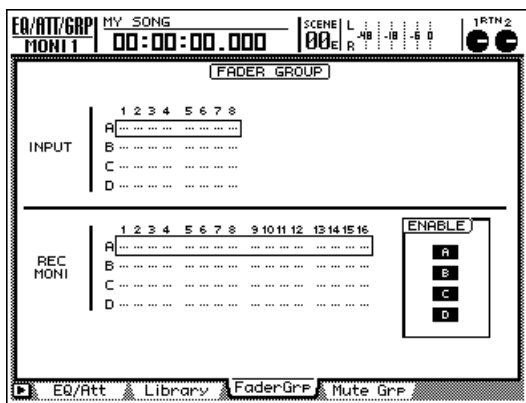 EQ/ATT/GRP MY SONG SCENE L -48 -18 -6 0 1 RTN 2
MONI 1 00:00:00.000 00E R
FADER GROUP
1 2 3 4 5 6 7 8
INPUT
A
B
C
D
1 2 3 4 5 6 7 8 9 10 11 12 13 14 15 16
ENABLE
REC
MONI
A A
B B
C C
D D
EQ/Att Library FaderGrp Mute Grp